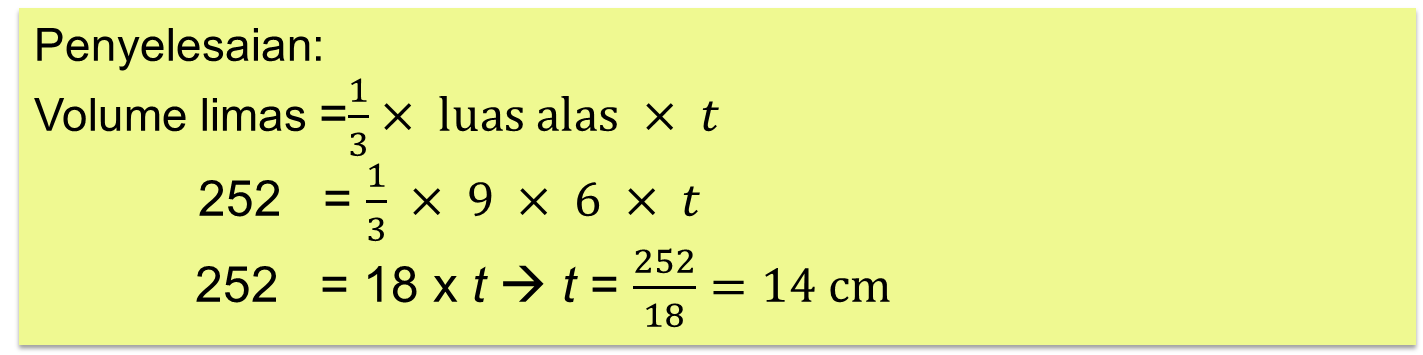 Penyelesaian:
Volume limas = 1/3 × luas alas × t
252 = 1/3 × 9 × 6 × t
252 = 18 x t → t = 252/18 = 14 cm